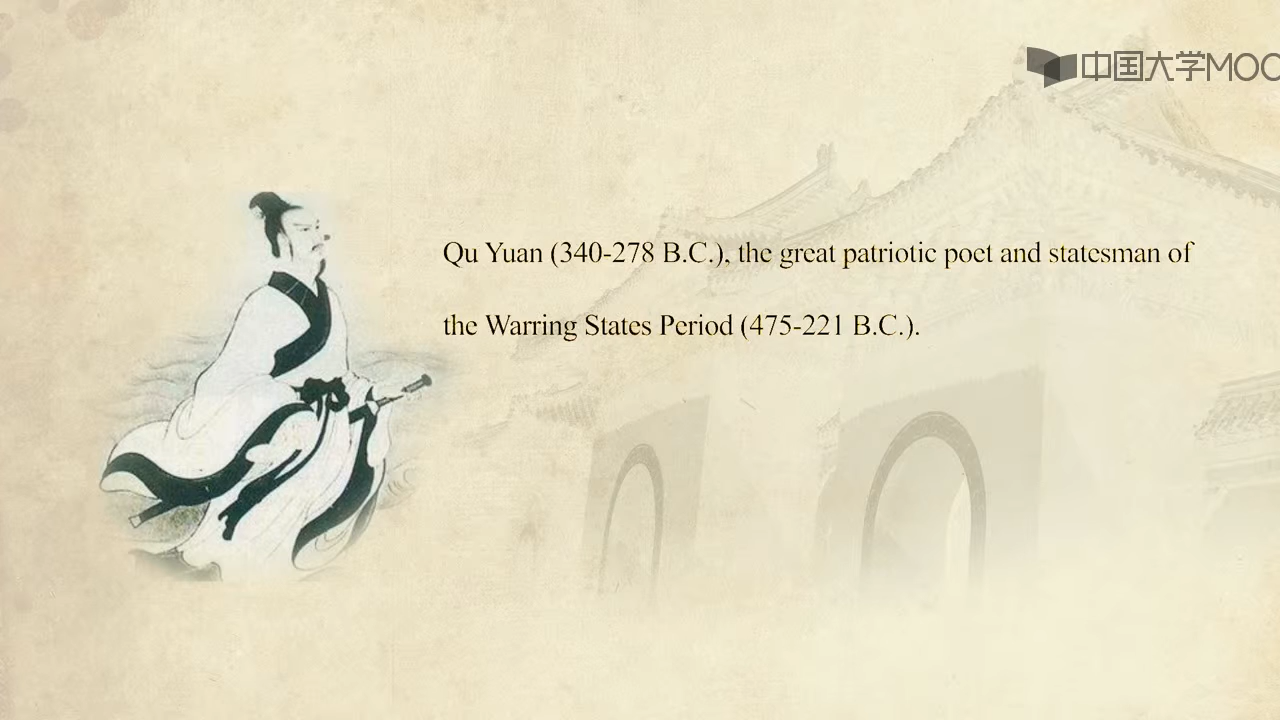 中国大学MOO
Qu Yuan (340-278 B.C.), the great patriotic poet and statesman of
the Warring States Period (475-221 B.C.).